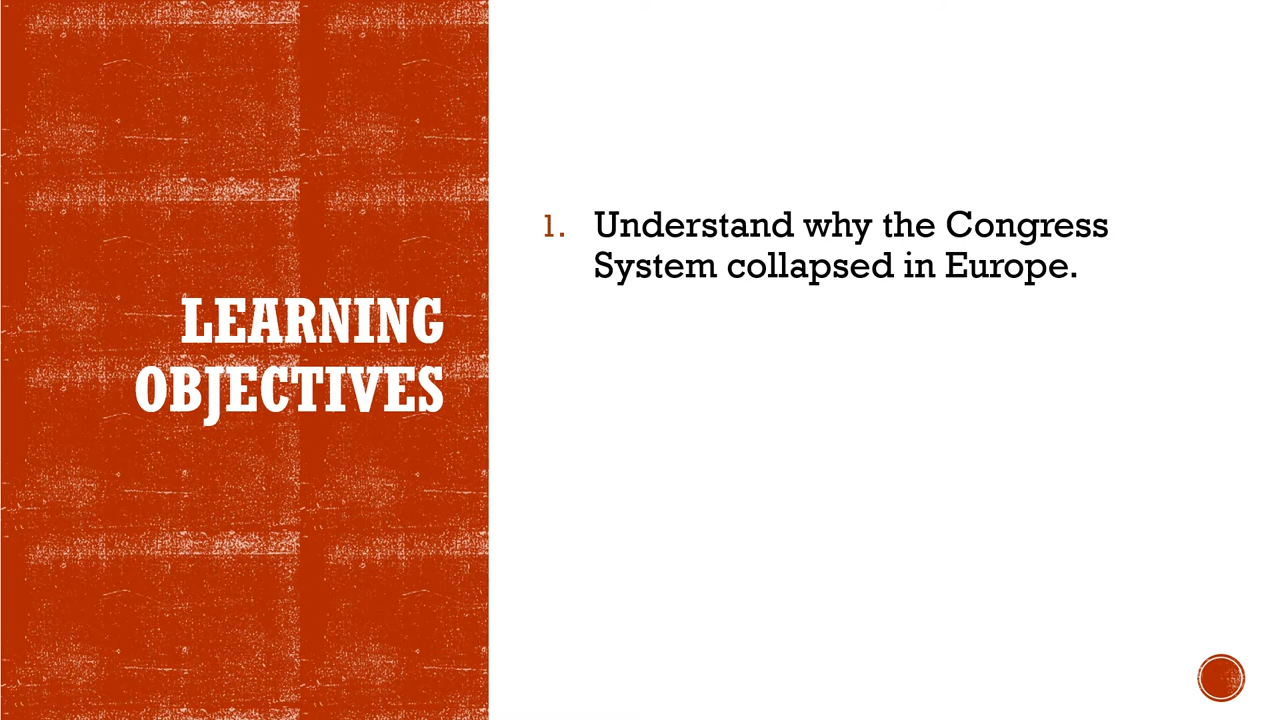 LEARNING
OBJECTIVES
1. Understand why the Congress
System collapsed in Europe.